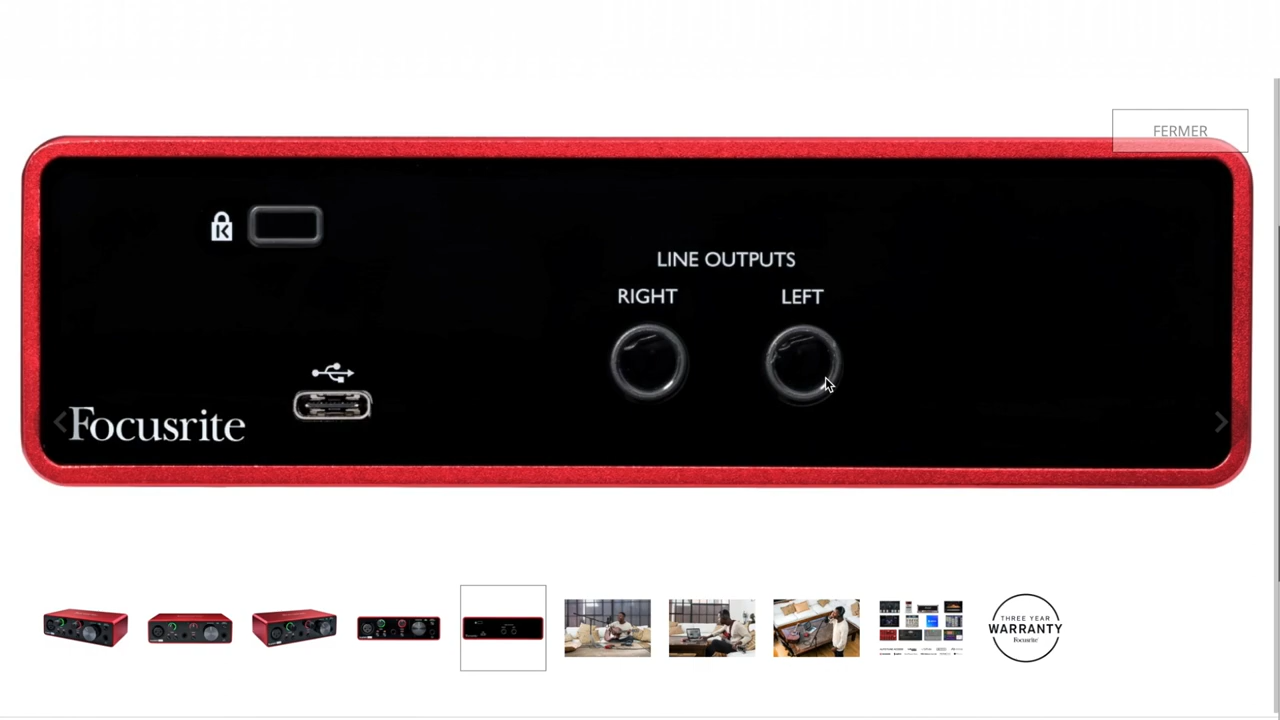 FERMER
LINE OUTPUTS
RIGHT LEFT
Focusrite
THREE YEAR
WARRANTY
Focusrite